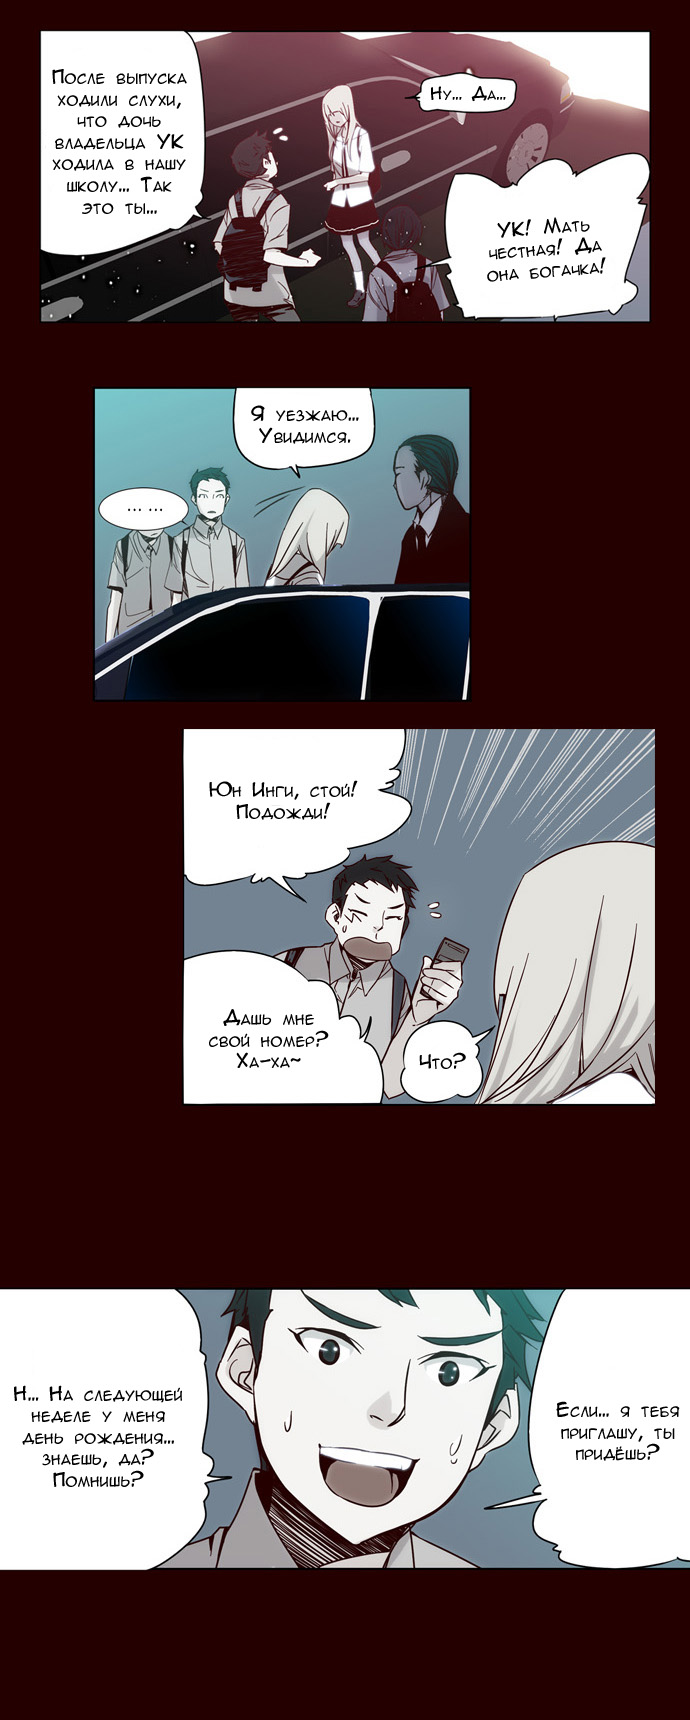 После выпуска
ходили слухи,
что дочь
владельца УК
ходила в нашу
школу... Так
это ты...
Ну... Да...
УК! Мать
честная! Да
она богачка!
Я уезжаю...
Увидимся.
... ...
Юн Инги, стой!
Подожди!
Дашь мне
свой номер?
Ха-ха~
Что?
Н... На следующей
неделе у меня
день рождения...
знаешь, да?
Помнишь?
Если... я тебя
приглашу, ты
придёшь?